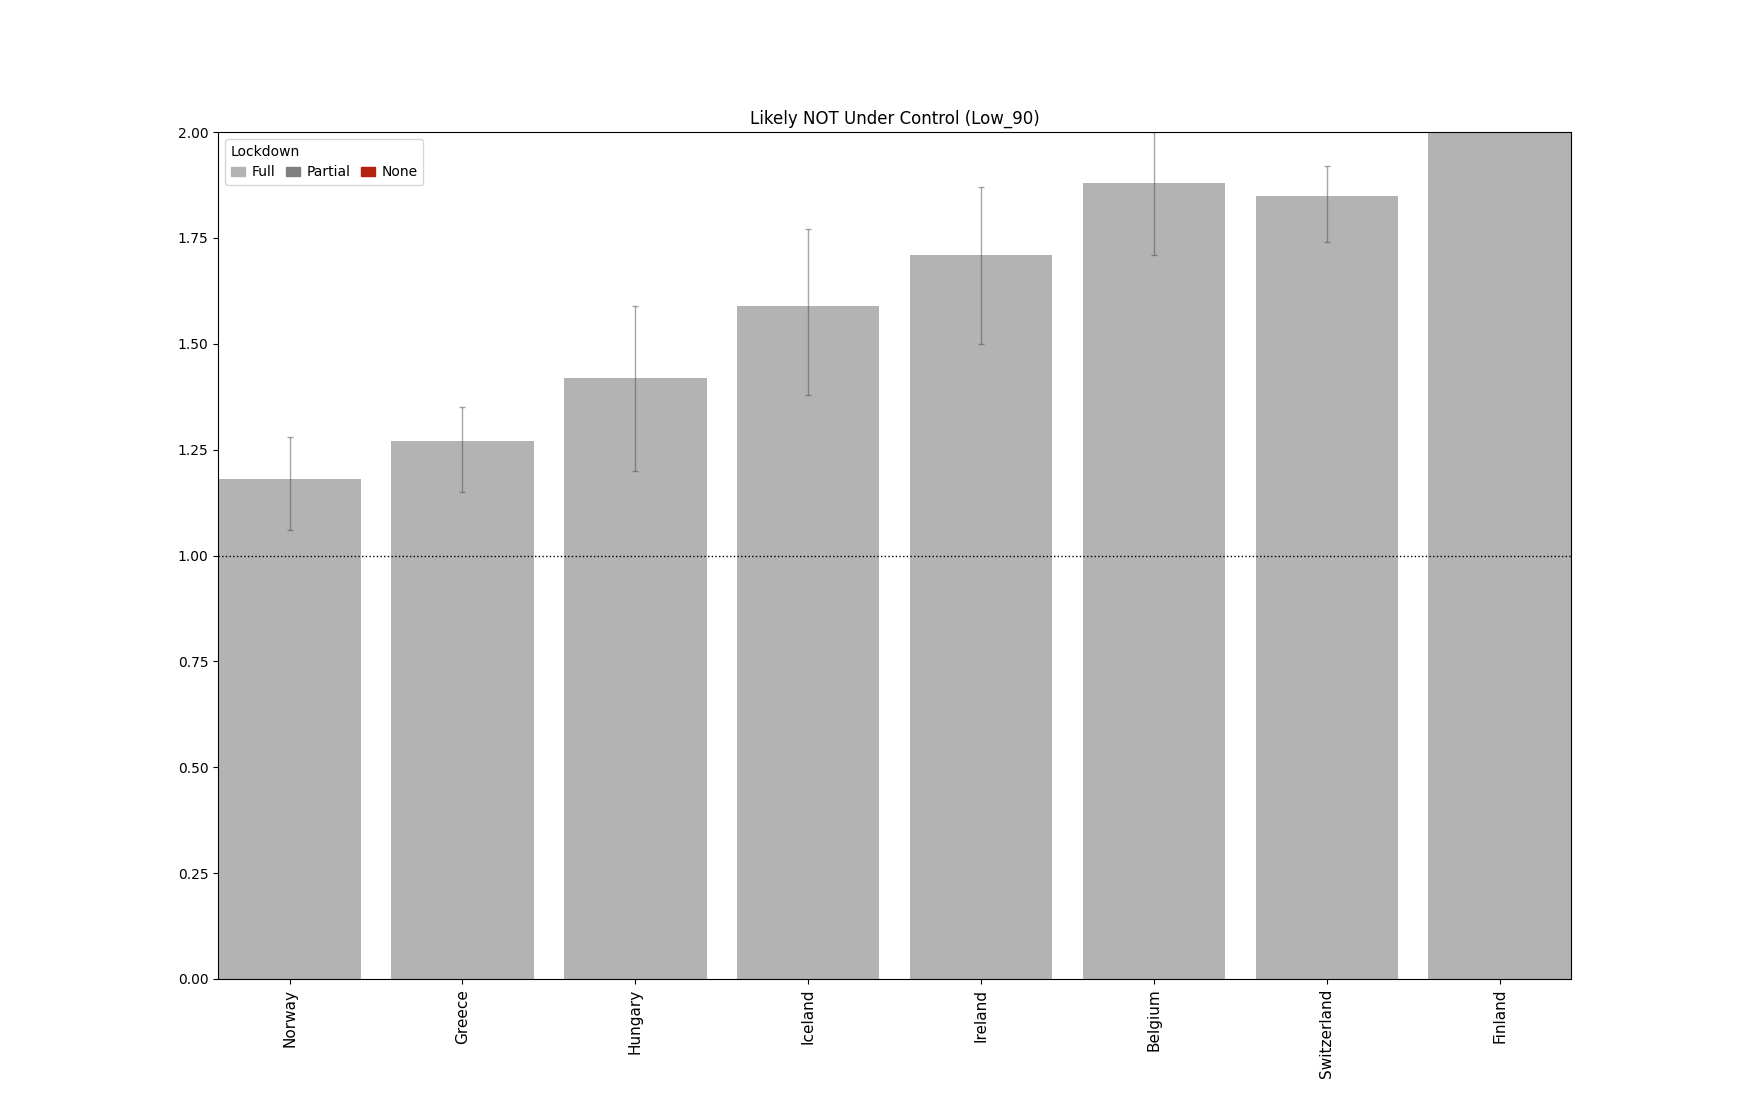 Likely NOT Under Control (Low_90)
Lockdown
Full Partial None
2.00
1.75
1.50
1.25
1.00
0.75
0.50
0.25
0.00
Norway
Greece
Hungary
Iceland
Ireland
Belgium
Switzerland
Finland